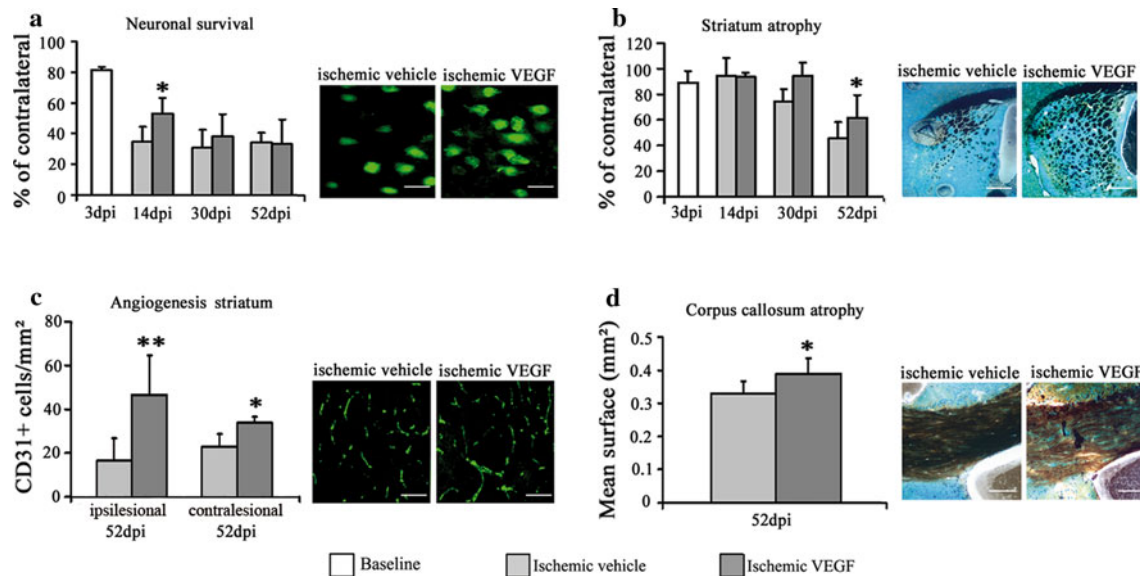 a
Neuronal survival
% of contralateral
100
80
60
40
20
0
*
3dpi 14dpi 30dpi 52dpi
ischemic vehicle ischemic VEGF
b
Striatum atrophy
% of contralateral
120
100
80
60
40
20
0
*
3dpi 14dpi 30dpi 52dpi
ischemic vehicle ischemic VEGF
c
Angiogenesis striatum
CD31+ cells/mm²
80
60
40
20
0
**
*
ipsilesional contralesional
52dpi 52dpi
ischemic vehicle ischemic VEGF
d
Corpus callosum atrophy
Mean surface (mm²)
0.5
0.4
0.3
0.2
0.1
0
*
52dpi
ischemic vehicle ischemic VEGF
Baseline Ischemic vehicle Ischemic VEGF